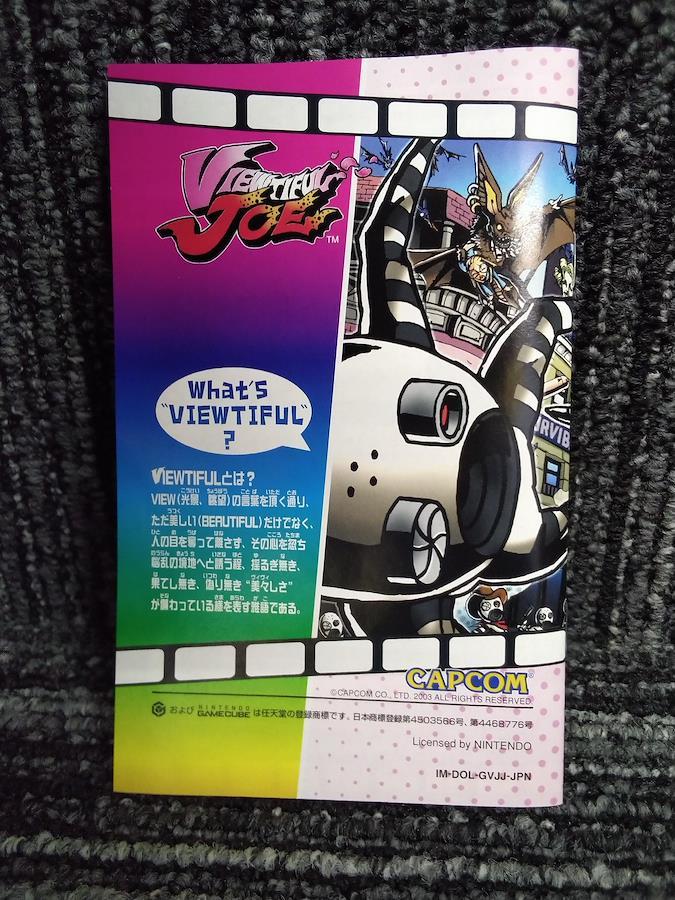 VIEWTIFUL
JOE
TM
What's
"VIEWTIFUL"
?
VIEWTIFULとは?
VIEW(光景、眺望)の言葉を頂く通り、
ただ美しい(BEAUTIFUL)だけでなく、
人の目を奪って離さず、その心を忽ち
悩乱の境地へと誘う程、揺るぎ無き、
果てし無き、偽り無き“美々しさ”
が備わっている様を表す雅語である。
CAPCOM
©CAPCOM CO., LTD. 2003 ALL RIGHTS RESERVED
および NINTENDO GAMECUBE は任天堂の登録商標です。日本商標登録第4503566号、第4468776号
Licensed by NINTENDO
IM-DOL-GVJJ-JPN